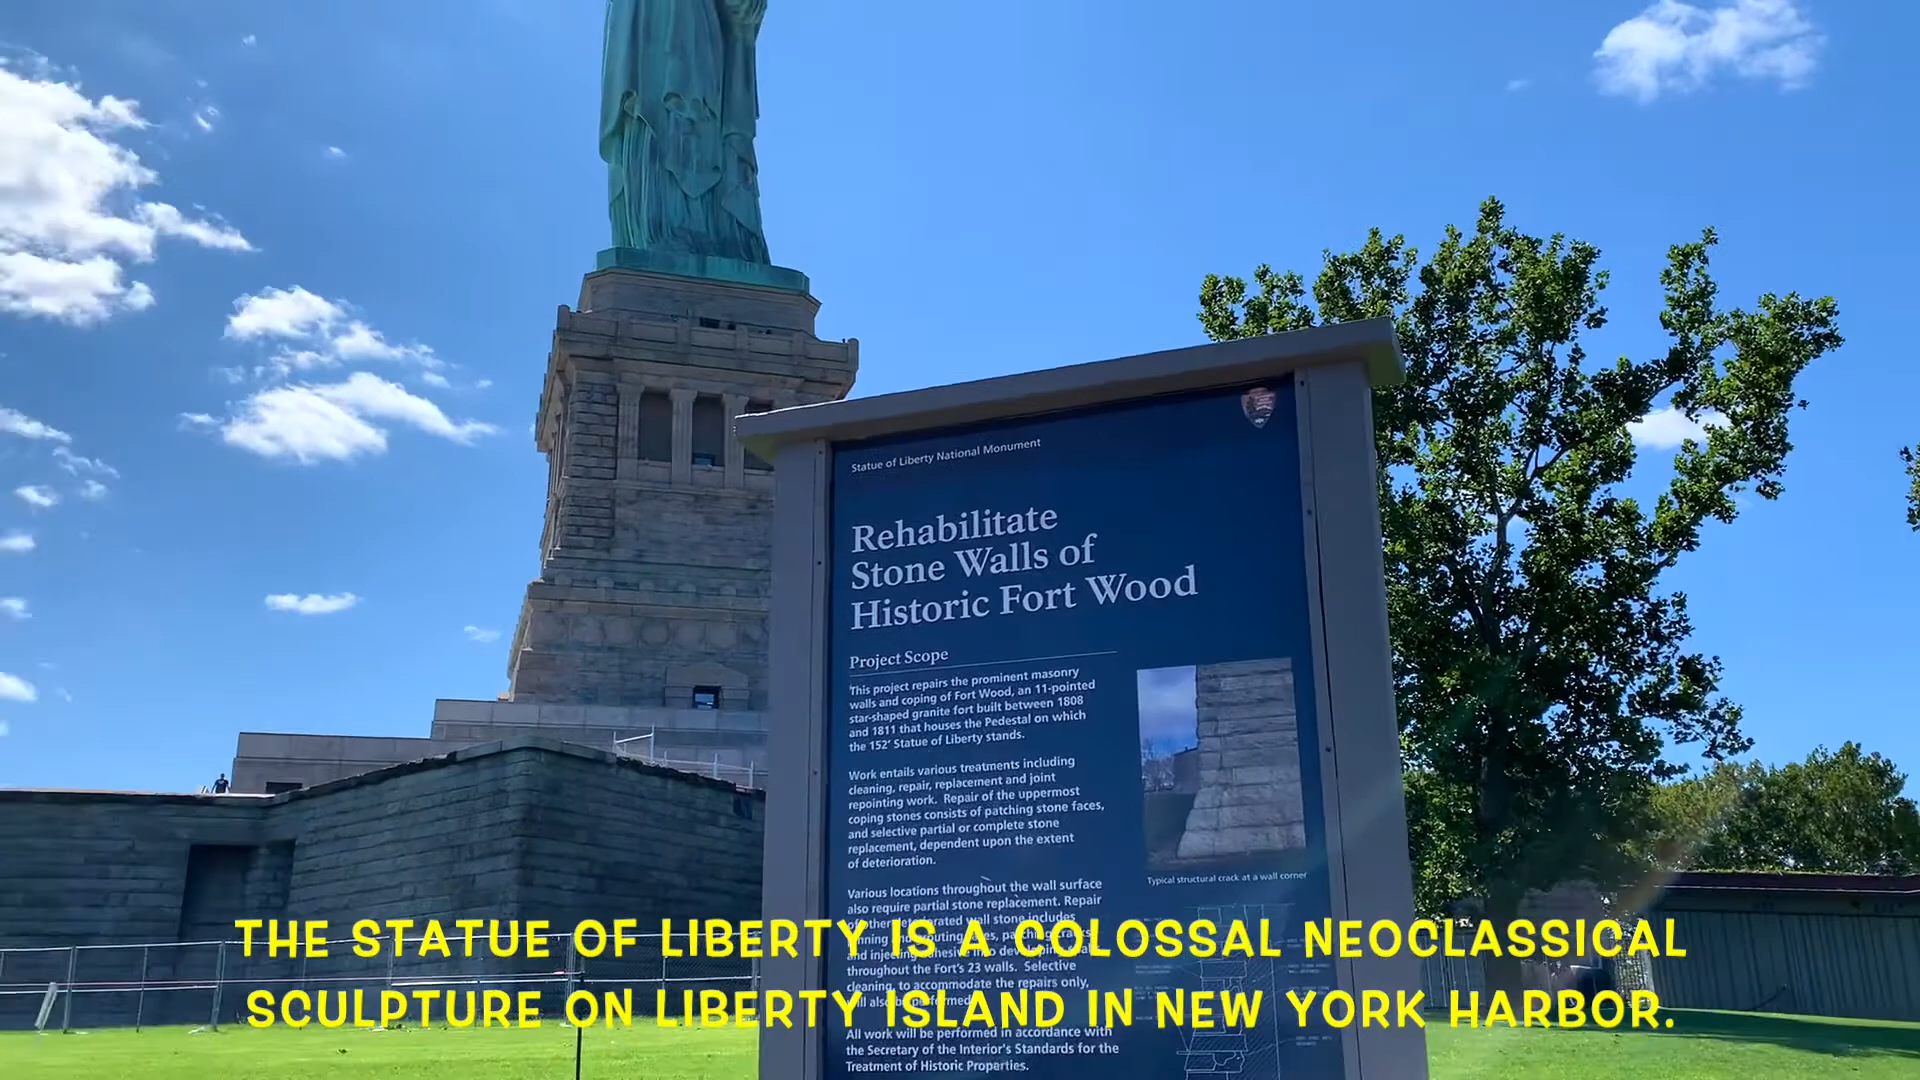 Statue of Liberty National Monument
Rehabilitate
Stone Walls of
Historic Fort Wood
Project Scope
This project repairs the prominent masonry
walls and coping of Fort Wood, an 11-pointed
star-shaped granite fort built between 1808
and 1811 that houses the Pedestal on which
the 152' Statue of Liberty stands.
Work entails various treatments including
cleaning, repair, replacement and joint
repointing work. Repair of the uppermost
coping stones consists of patching stone faces,
and selective partial or complete stone
replacement, dependent upon the extent
of deterioration.
Various locations throughout the wall surface
also require partial stone replacement. Repair
wall stone includes
throughout the Fort's 23 walls. Selective
cleaning, to accommodate the repairs only,
All work will be performed in accordance with
the Secretary of the Interior's Standards for the
Treatment of Historic Properties.
Typical structural crack at a wall corner
THE STATUE OF LIBERTY IS A COLOSSAL NEOCLASSICAL
SCULPTURE ON LIBERTY ISLAND IN NEW YORK HARBOR.